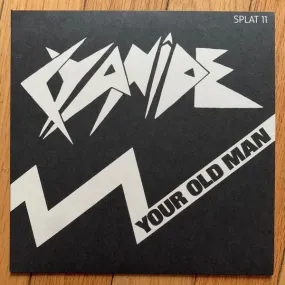 SPLAT 11
CYANIDE
YOUR OLD MAN